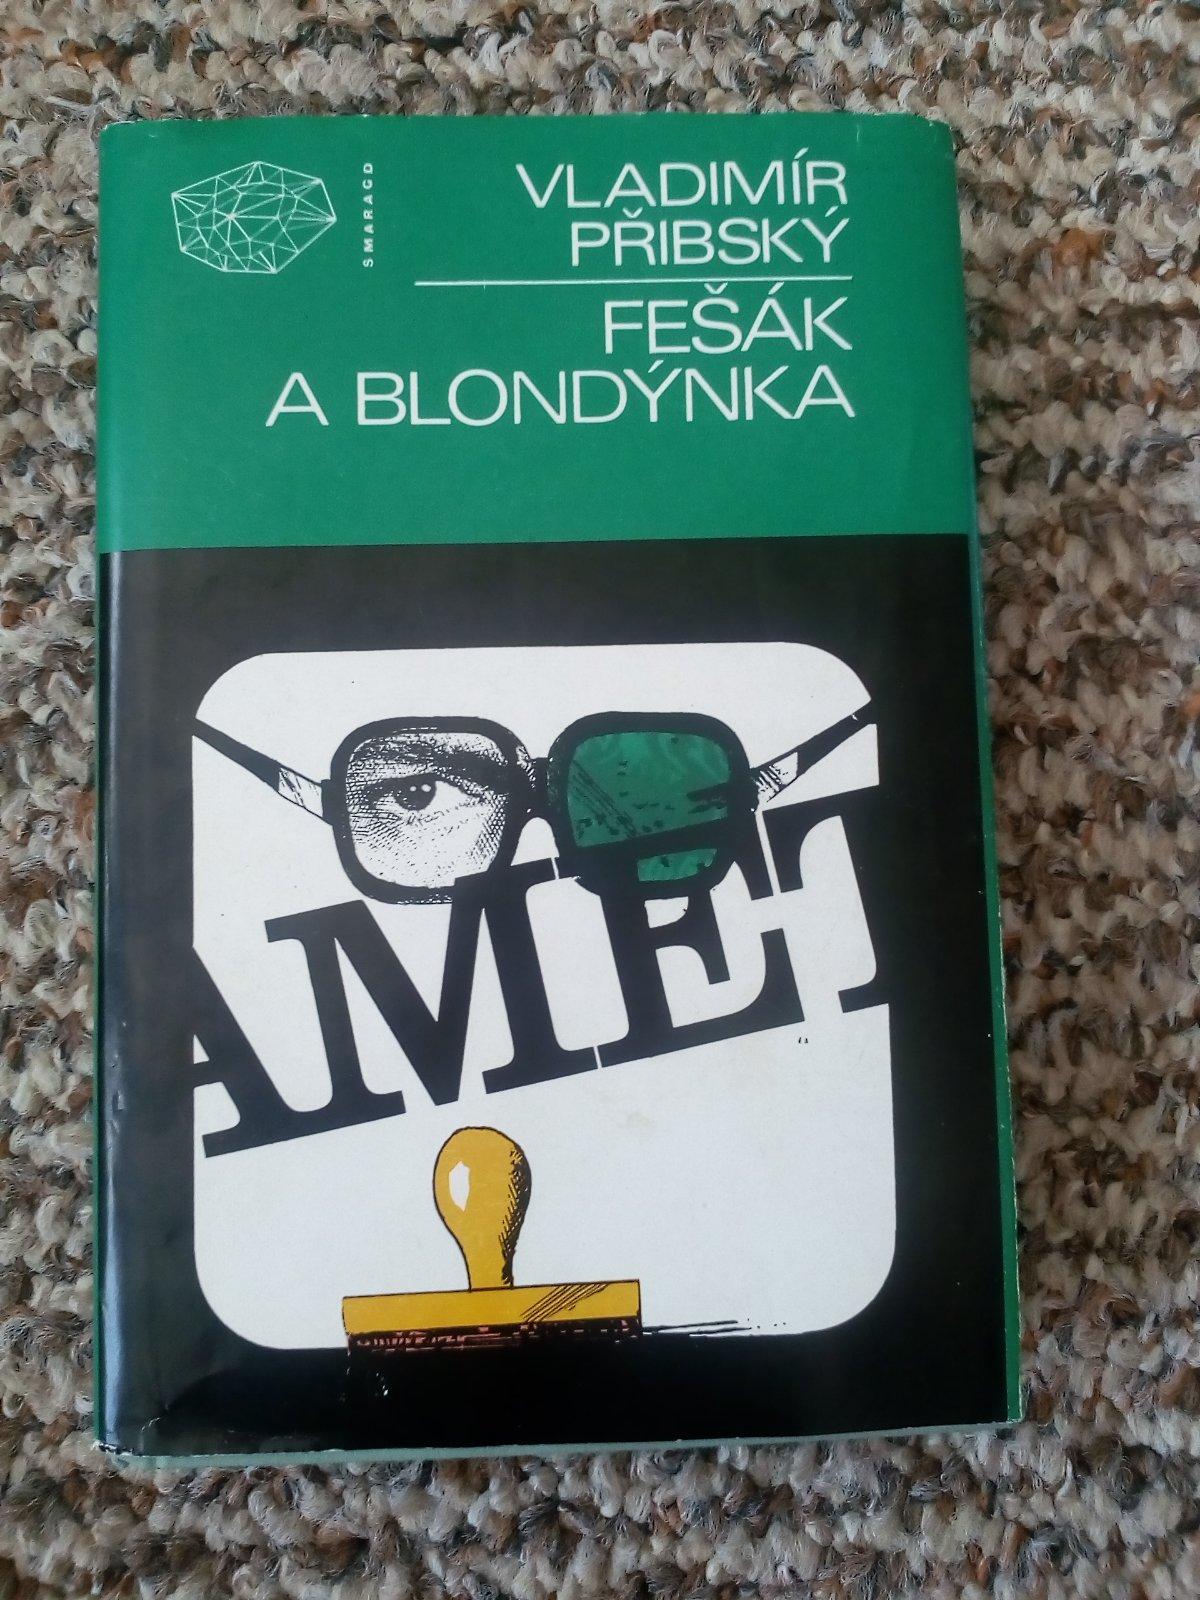 SMARAGD
VLADIMÍR
PŘIBSKÝ
FEŠÁK
A BLONDÝNKA
AMET